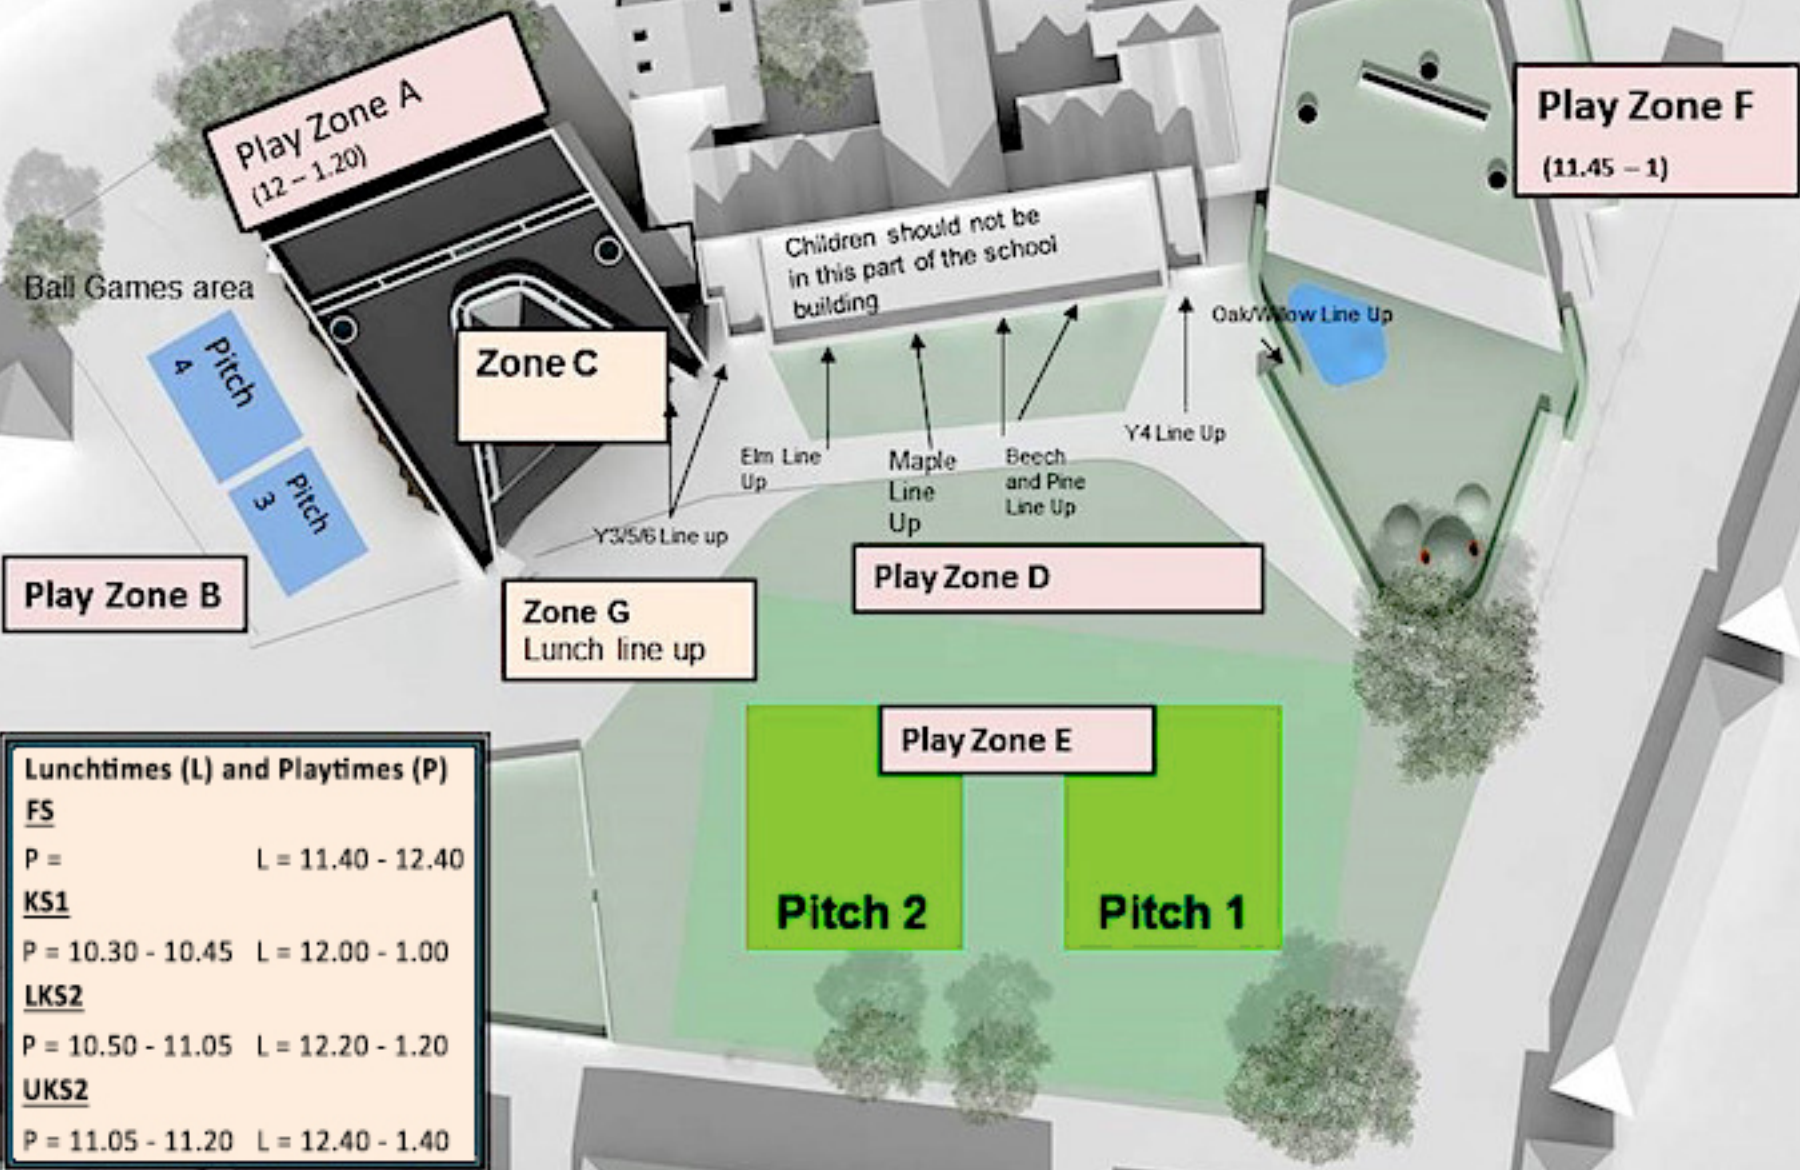 Play Zone A
(12 – 1.20)
Play Zone F
(11.45 – 1)
Children should not be
in this part of the school
building
Ball Games area
Oak/Willow Line Up
Pitch
4
Zone C
Pitch
3
Elm Line
Up
Maple
Line
Up
Beech
and Pine
Line Up
Y4 Line Up
Y3/5/6 Line up
Play Zone B
Zone G
Lunch line up
Play Zone D
Play Zone E
Pitch 2
Pitch 1
Lunchtimes (L) and Playtimes (P)
FS
P = L = 11.40 - 12.40
KS1
P = 10.30 - 10.45 L = 12.00 - 1.00
LKS2
P = 10.50 - 11.05 L = 12.20 - 1.20
UKS2
P = 11.05 - 11.20 L = 12.40 - 1.40